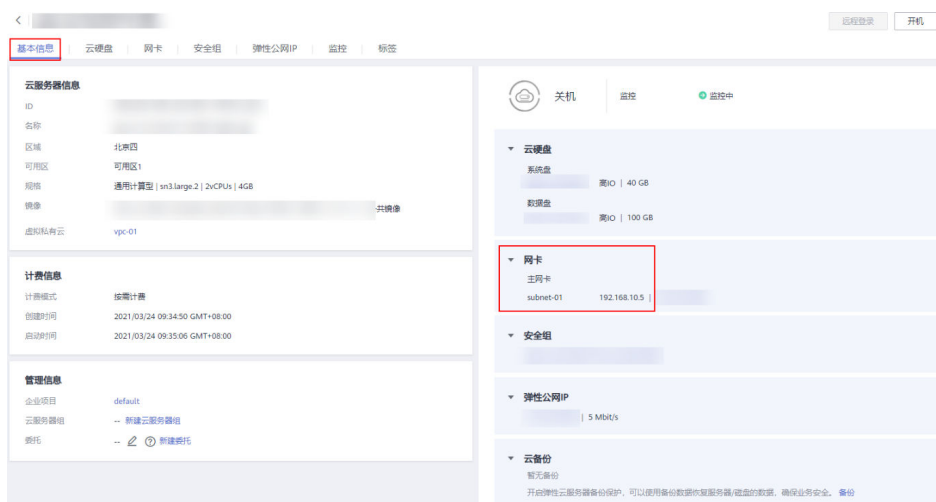 远程登录 开机
基本信息 云硬盘 网卡 安全组 弹性公网IP 监控 标签
云服务器信息
ID
名称
区域 北京四
可用区 可用区1
规格 通用计算型 | sn3.large.2 | 2vCPUs | 4GB
镜像 共镜像
虚拟私有云 vpc-01
计费信息
计费模式 按需计费
创建时间 2021/03/24 09:34:50 GMT+08:00
启动时间 2021/03/24 09:35:06 GMT+08:00
管理信息
企业项目 default
云服务器组 -- 新建云服务器组
委托 -- 新建委托
关机 监控 监控中
云硬盘
系统盘
高IO | 40 GB
数据盘
高IO | 100 GB
网卡
主网卡
subnet-01 192.168.10.5 |
安全组
弹性公网IP
| 5 Mbit/s
云备份
暂无备份
开启弹性云服务器备份保护，可以使用备份数据恢复服务器/磁盘的数据，确保业务安全。 备份